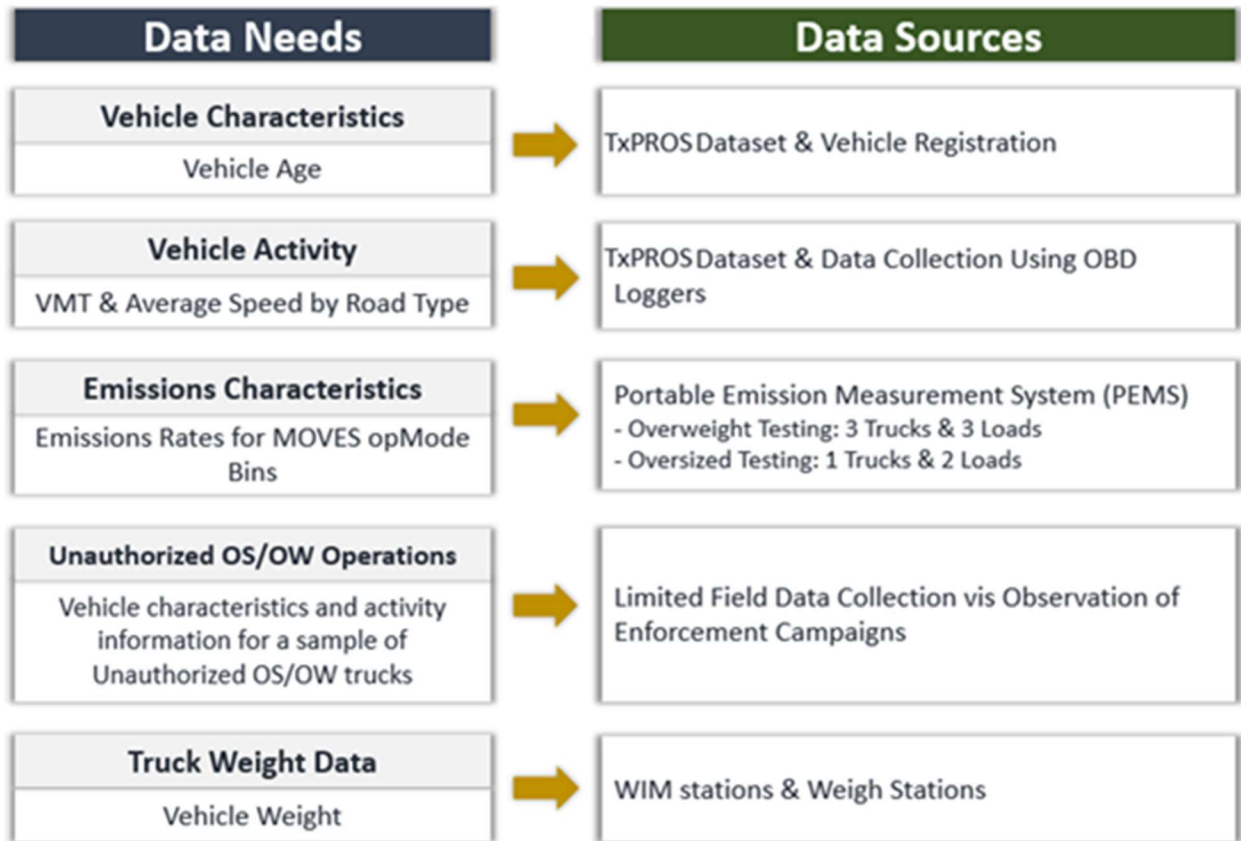 Data Needs
Data Sources
Vehicle Characteristics
Vehicle Age
TxPROS Dataset & Vehicle Registration
Vehicle Activity
VMT & Average Speed by Road Type
TxPROS Dataset & Data Collection Using OBD
Loggers
Emissions Characteristics
Emissions Rates for MOVES opMode
Bins
Portable Emission Measurement System (PEMS)
- Overweight Testing: 3 Trucks & 3 Loads
- Oversized Testing: 1 Trucks & 2 Loads
Unauthorized OS/OW Operations
Vehicle characteristics and activity
information for a sample of
Unauthorized OS/OW trucks
Limited Field Data Collection vis Observation of
Enforcement Campaigns
Truck Weight Data
Vehicle Weight
WIM stations & Weigh Stations